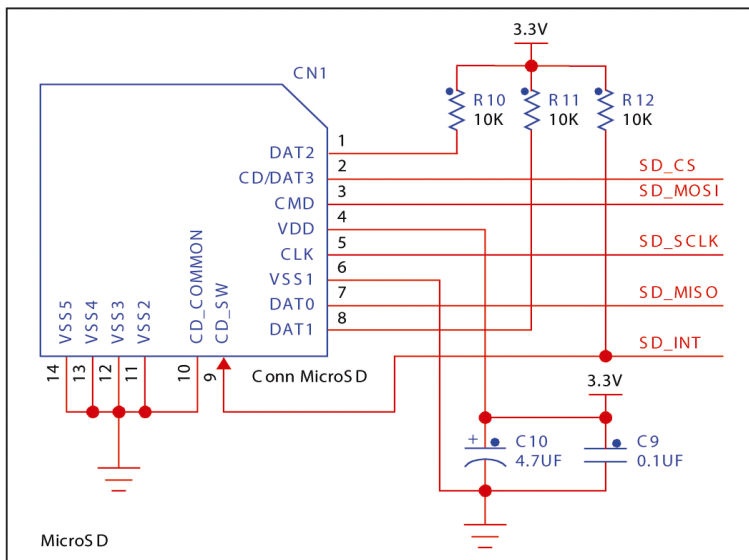 3.3V
CN1
R10
10K
R11
10K
R12
10K
1
DAT2
2
CD/DAT3
SD_CS
3
CMD
SD_MOSI
4
VDD
5
CLK
SD_SCLK
6
VSS1
7
DAT0
SD_MISO
8
DAT1
SD_INT
VSS5
VSS4
VSS3
VSS2
CD_COMMON
CD_SW
14
13
12
11
10
9
Conn MicroSD
3.3V
+
C10
4.7UF
C9
0.1UF
MicroSD